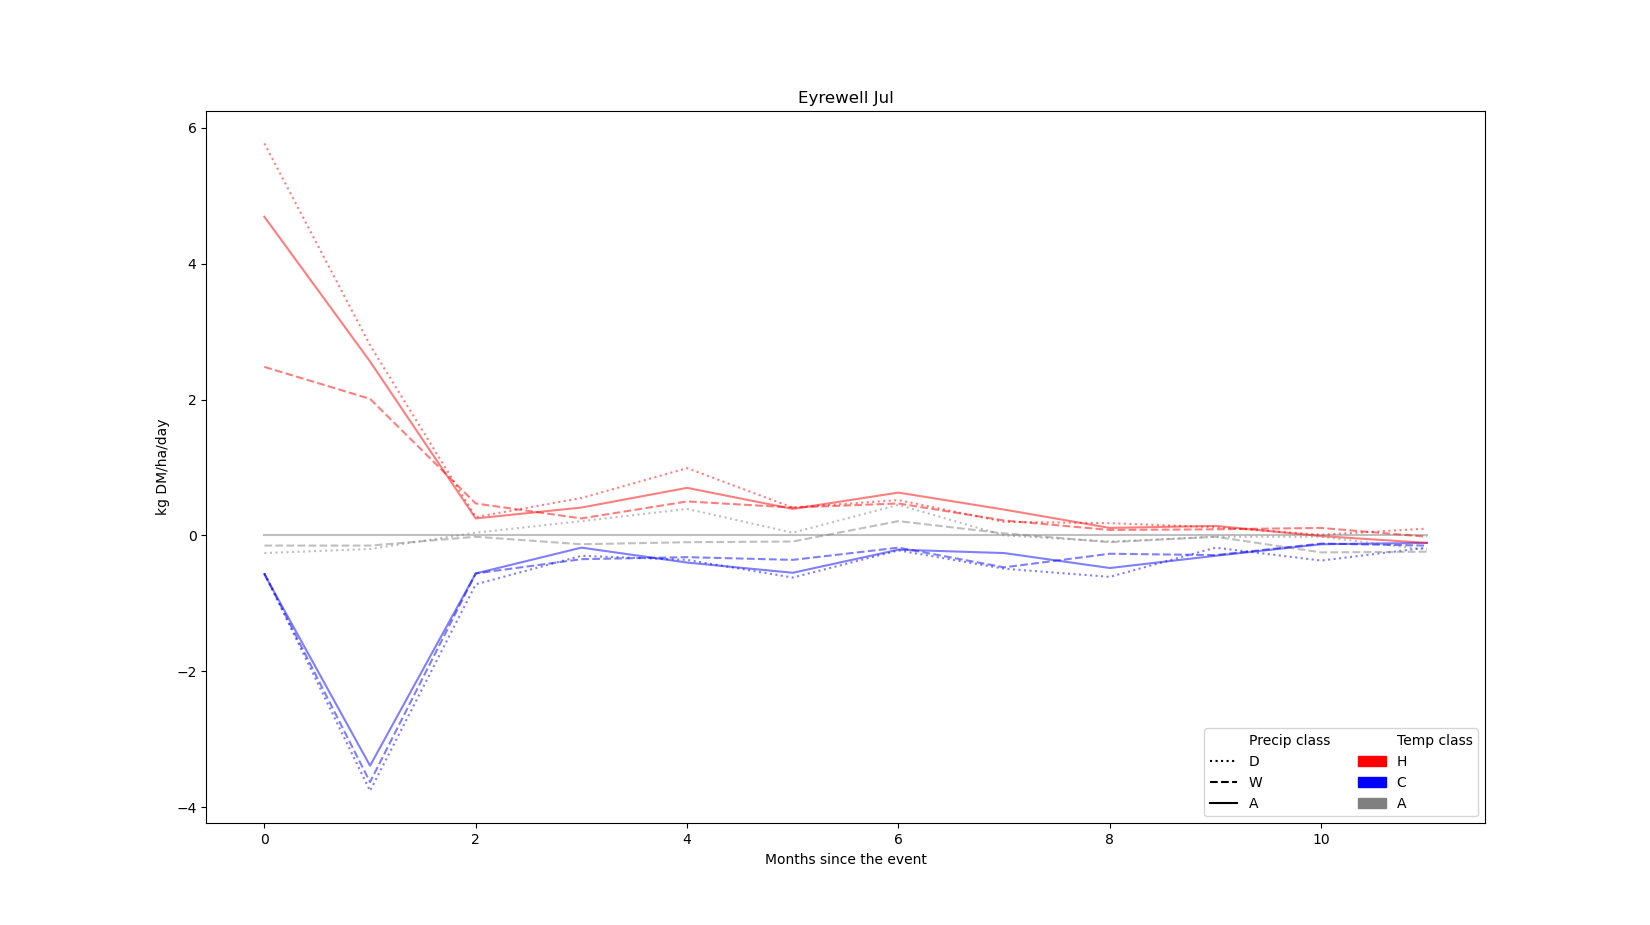 Eyrewell Jul
6
4
2
0
−2
−4
kg DM/ha/day
0 2 4 6 8 10
Months since the event
Precip class Temp class
D H
W C
A A